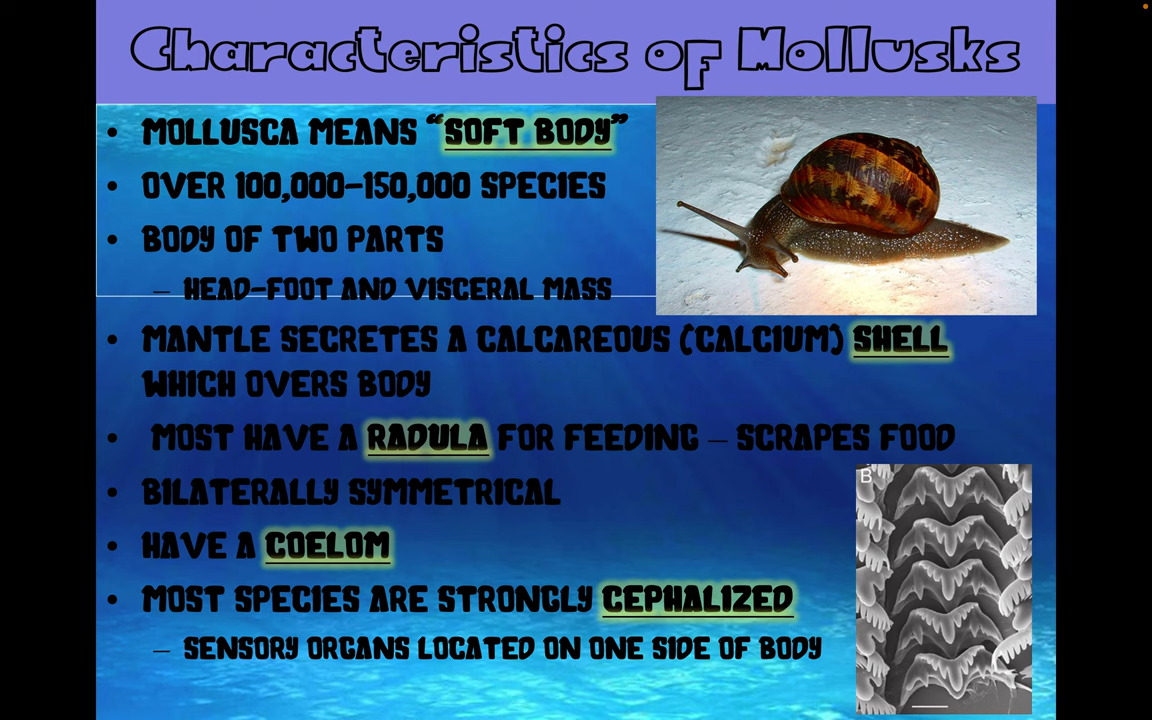 Characteristics of Mollusks
• MOLLUSCA MEANS “SOFT BODY”
• OVER 100,000–150,000 SPECIES
• BODY OF TWO PARTS
– HEAD-FOOT AND VISCERAL MASS
• MANTLE SECRETES A CALCAREOUS (CALCIUM) SHELL
WHICH OVERS BODY
• MOST HAVE A RADULA FOR FEEDING – SCRAPES FOOD
B
• BILATERALLY SYMMETRICAL
• HAVE A COELOM
• MOST SPECIES ARE STRONGLY CEPHALIZED
– SENSORY ORGANS LOCATED ON ONE SIDE OF BODY